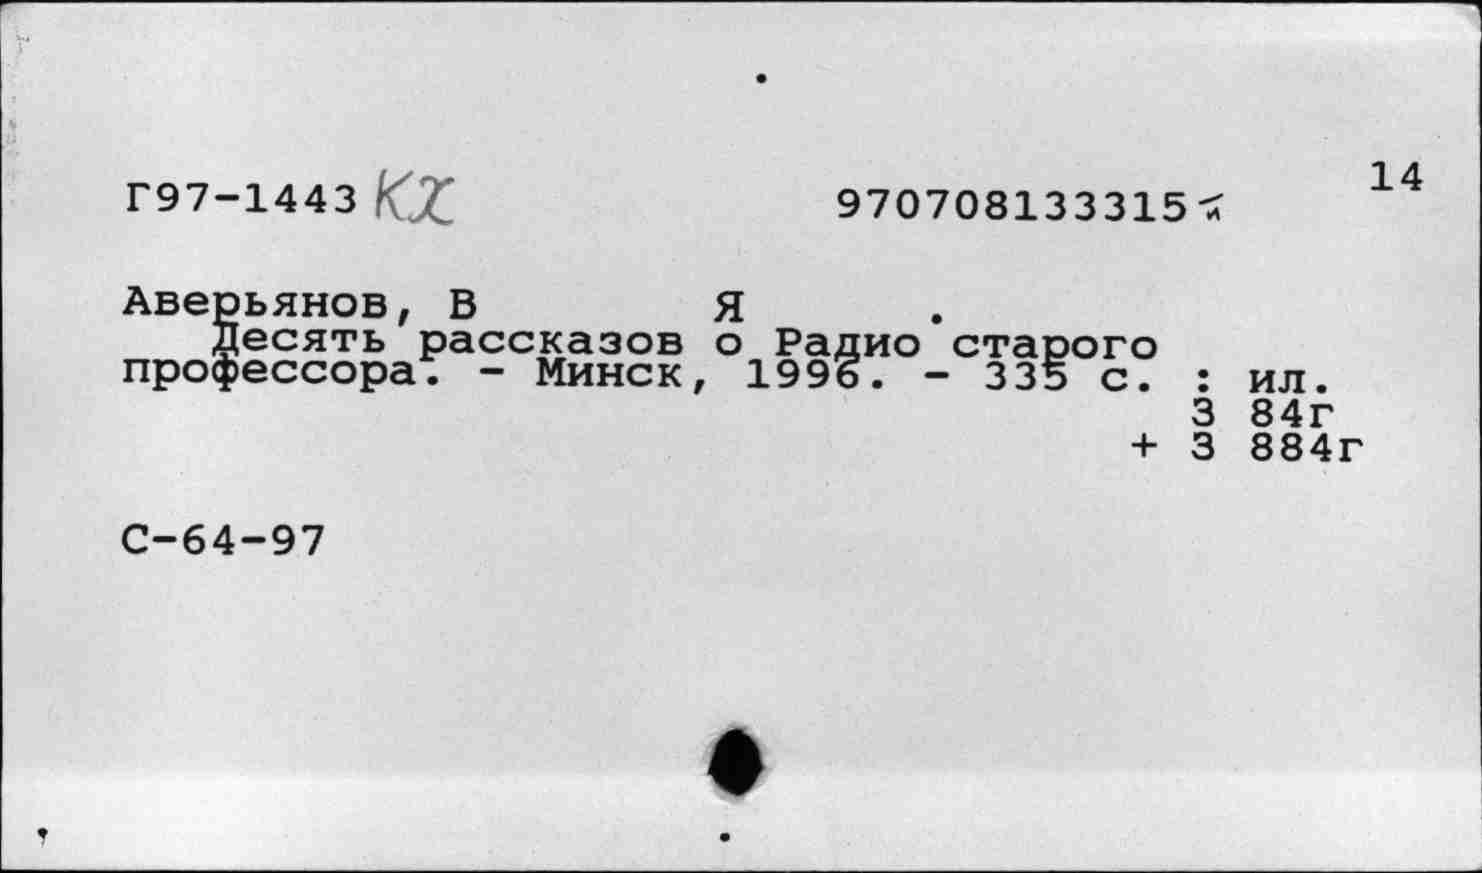 Г97-1443 КХ
970708133315
14
Аверьянов, В Я .
Десять рассказов о Радио старого
профессора. - Минск, 1996. - 335 с. : ил.
З 84г
+ З 884г
С-64-97